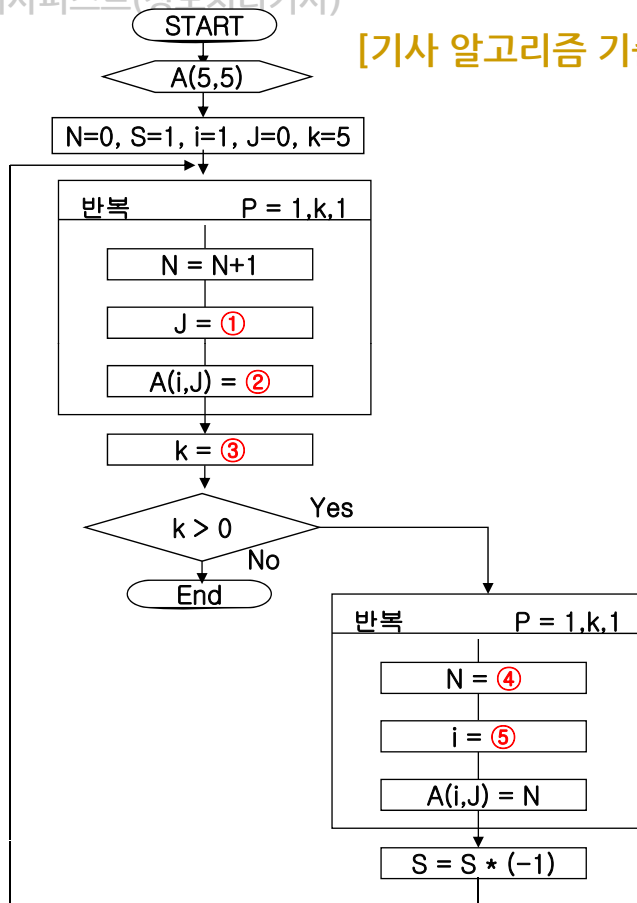 START
[기사 알고리즘
A(5,5)
N=0, S=1, i=1, J=0, k=5
반복 P = 1,k,1
N = N+1
J = ①
A(i,J) = ②
k = ③
k > 0
Yes
No
End
반복 P = 1,k,1
N = ④
i = ⑤
A(i,J) = N
S = S * (-1)